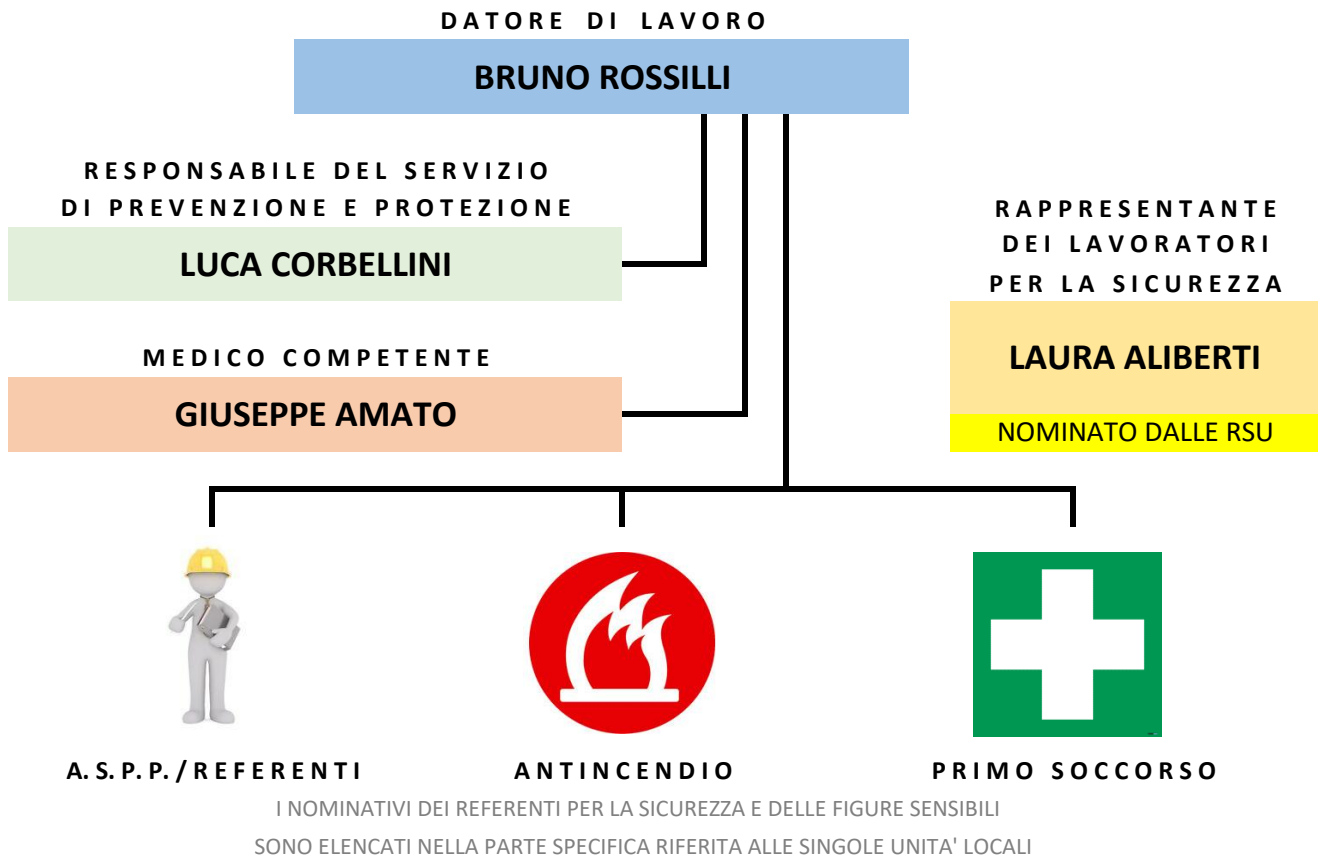 DATORE DI LAVORO
BRUNO ROSSILLI
RESPONSABILE DEL SERVIZIO
DI PREVENZIONE E PROTEZIONE
LUCA CORBELLINI
MEDICO COMPETENTE
GIUSEPPE AMATO
RAPPRESENTANTE
DEI LAVORATORI
PER LA SICUREZZA
LAURA ALIBERTI
NOMINATO DALLE RSU
A.S.P.P./REFERENTI
ANTINCENDIO
PRIMO SOCCORSO
I NOMINATIVI DEI REFERENTI PER LA SICUREZZA E DELLE FIGURE SENSIBILI
SONO ELENCATI NELLA PARTE SPECIFICA RIFERITA ALLE SINGOLE UNITA' LOCALI